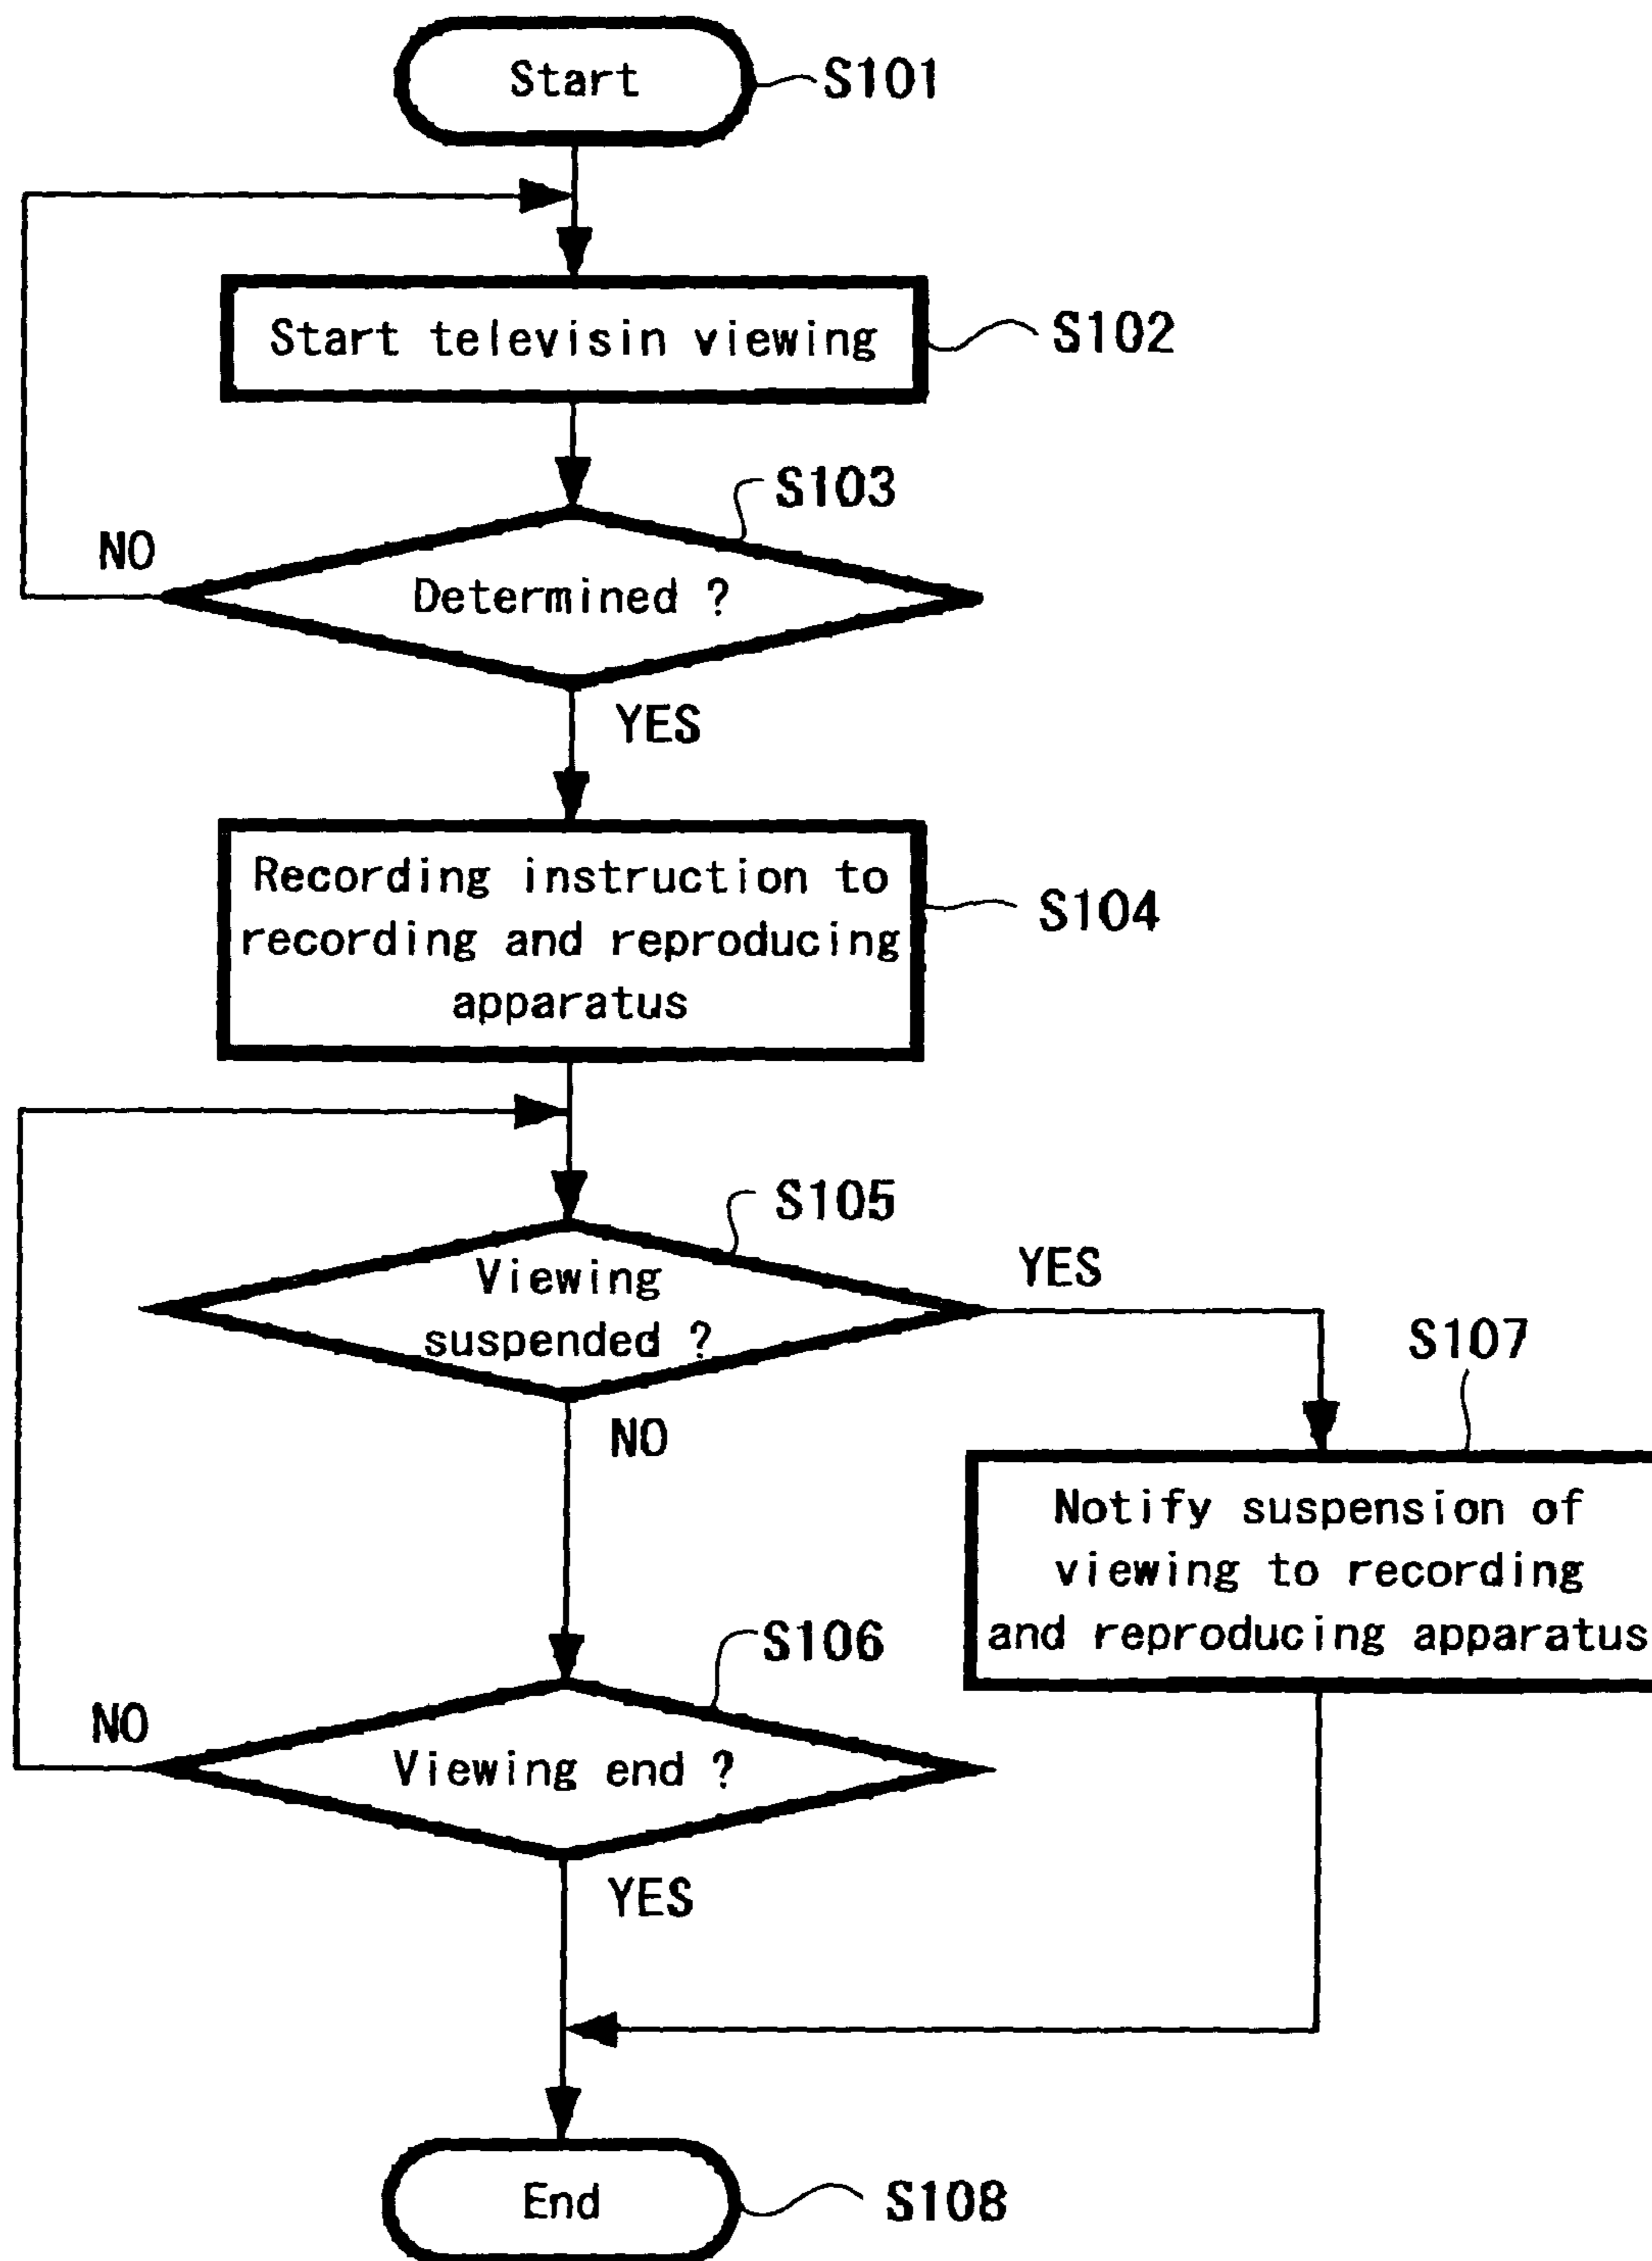 Start
S101
Start televisin viewing
S102
S103
NO
Determined ?
YES
Recording instruction to
recording and reproducing
apparatus
S104
S105
Viewing
suspended ?
YES
S107
NO
Notify suspension of
viewing to recording
and reproducing apparatus
S106
NO
Viewing end ?
YES
End
S108